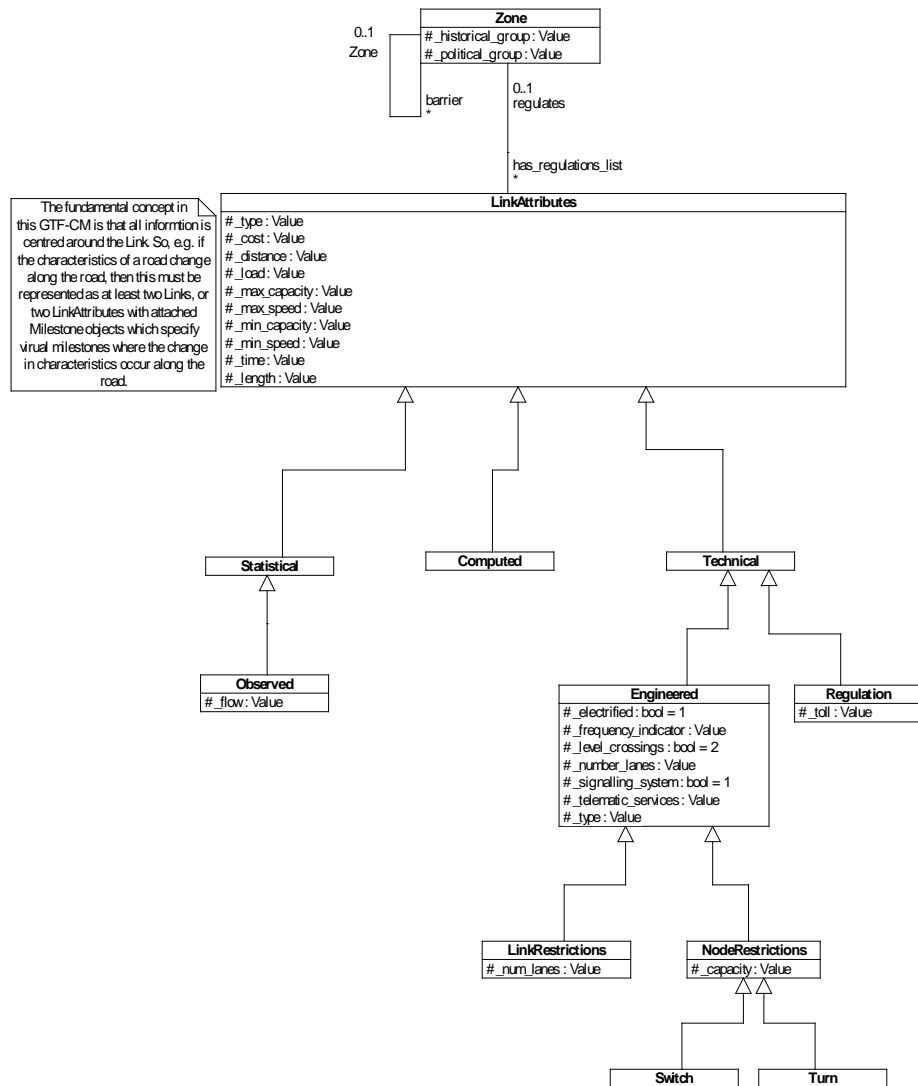 Zone
# _historical_group : Value
# _political_group : Value
0..1
Zone
barrier
*
0..1
regulates
has_regulations_list
*
The fundamental concept in
this GTF-CM is that all informtion is
centred around the Link. So, e.g. if
the characteristics of a road change
along the road, then this must be
represented as at least two Links, or
two LinkAttributes with attached
Milestone objects which specify
virual milestones where the change
in characteristics occur along the
road.
LinkAttributes
# _type : Value
# _cost : Value
# _distance : Value
# _load : Value
# _max_capacity : Value
# _max_speed : Value
# _min_capacity : Value
# _min_speed : Value
# _time : Value
# _length : Value
Statistical
Computed
Technical
Observed
# _flow : Value
Engineered
# _electrified : bool = 1
# _frequency_indicator : Value
# _level_crossings : bool = 2
# _number_lanes : Value
# _signalling_system : bool = 1
# _telematic_services : Value
# _type : Value
Regulation
# _toll : Value
LinkRestrictions
# _num_lanes : Value
NodeRestrictions
# _capacity : Value
Switch
Turn